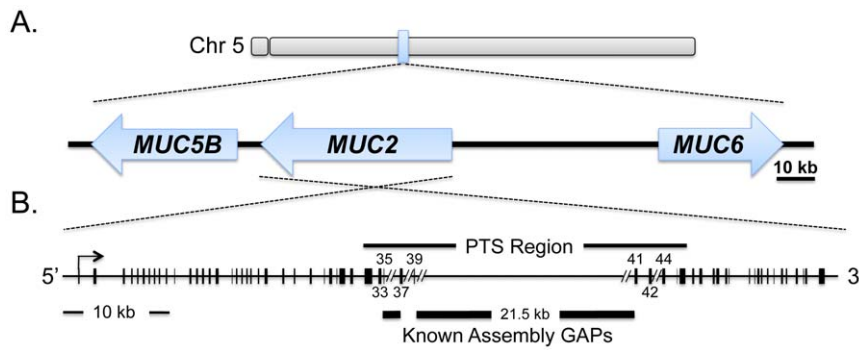 A.
Chr 5
MUC5B
MUC2
MUC6
10 kb
B.
PTS Region
35 39 41 44
5' 3
33 37 42
10 kb
21.5 kb
Known Assembly GAPs